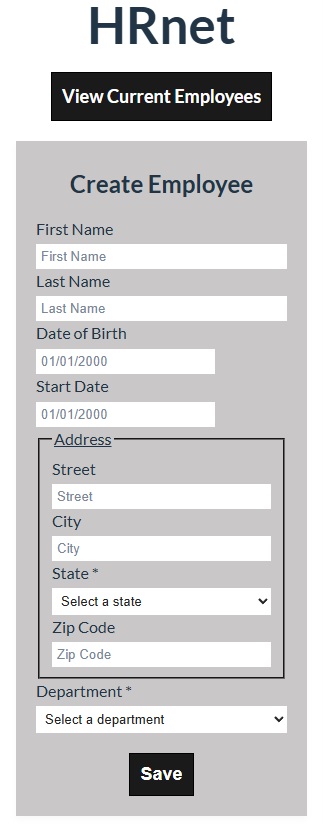 HRnet
View Current Employees
Create Employee
First Name
First Name
Last Name
Last Name
Date of Birth
01/01/2000
Start Date
01/01/2000
Address
Street
Street
City
City
State *
Select a state
Zip Code
Zip Code
Department *
Select a department
Save